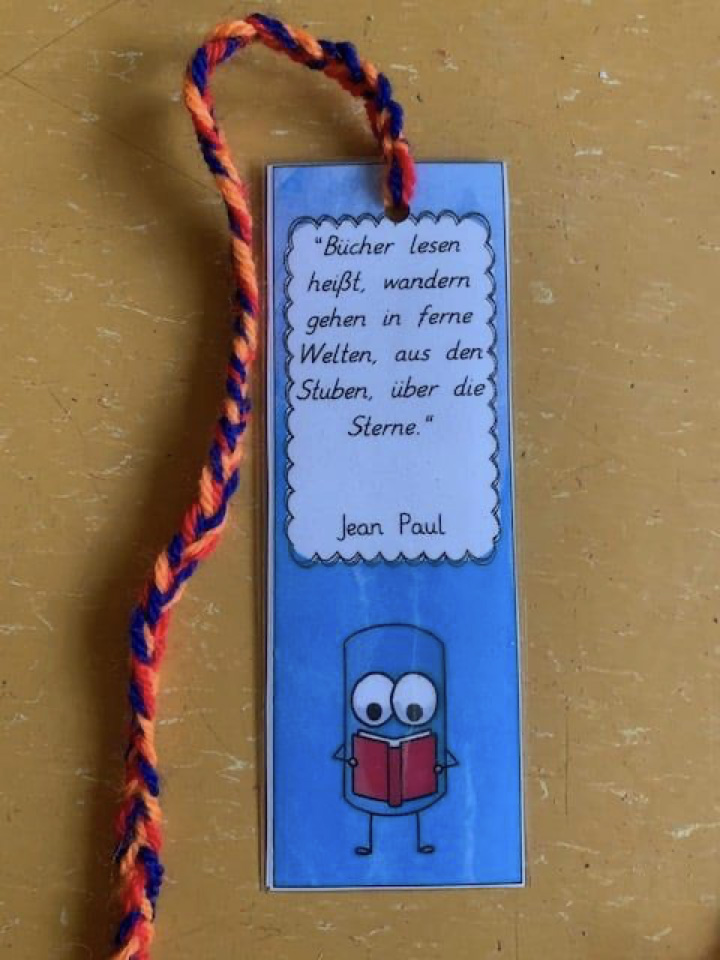 “Bücher lesen
heißt, wandern
gehen in ferne
Welten, aus den
Stuben, über die
Sterne.“
Jean Paul